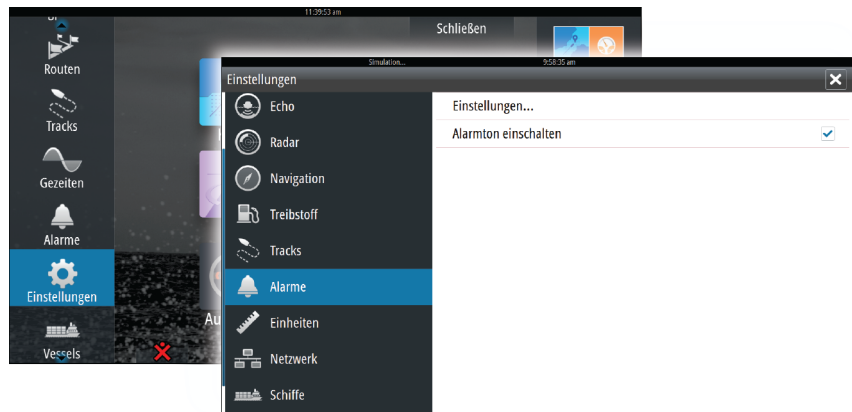 11:39:53 am
Schließen
Routen
Tracks
Gezeiten
Alarme
Einstellungen
Vessels
Au
Simulation...
9:58:35 am
Einstellungen
Echo
Radar
Navigation
Treibstoff
Tracks
Alarme
Einheiten
Netzwerk
Schiffe
Einstellungen...
Alarmton einschalten